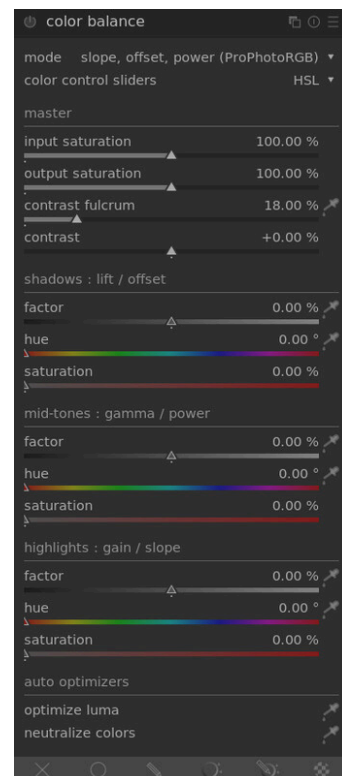 color balance
mode slope, offset, power (ProPhotoRGB)
color control sliders HSL
master
input saturation 100.00 %
output saturation 100.00 %
contrast fulcrum 18.00 %
contrast +0.00 %
shadows : lift / offset
factor 0.00 %
hue 0.00 °
saturation 0.00 %
mid-tones : gamma / power
factor 0.00 %
hue 0.00 °
saturation 0.00 %
highlights : gain / slope
factor 0.00 %
hue 0.00 °
saturation 0.00 %
auto optimizers
optimize luma
neutralize colors